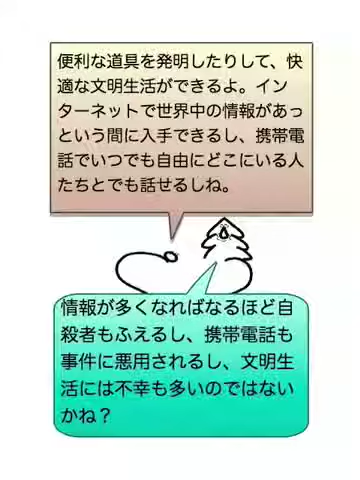 便利な道具を発明したりして、快
適な文明生活ができるよ。イン
ターネットで世界中の情報があっ
という間に入手できるし、携帯電
話でいつでも自由にどこにいる人
たちとでも話せるしね。
情報が多くなればなるほど自
殺者もふえるし、携帯電話も
事件に悪用されるし、文明生
活には不幸も多いのではない
かね？